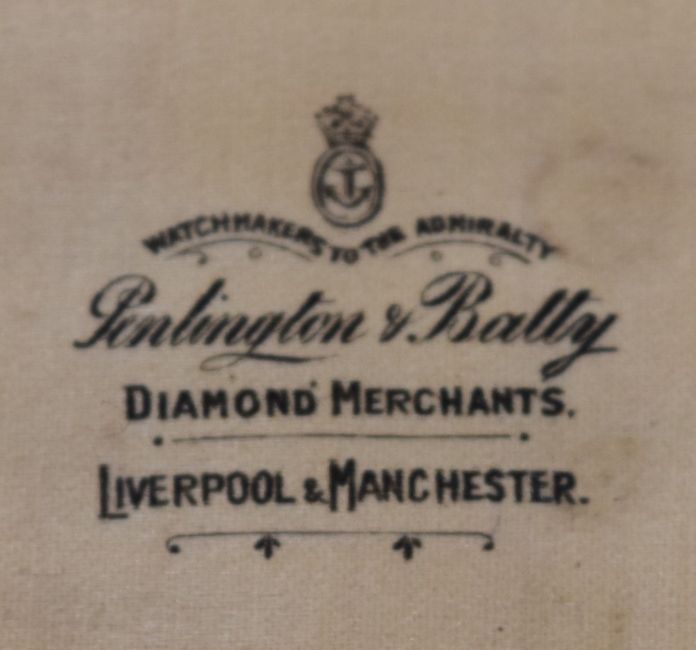 WATCHMAKERS TO THE ADMIRALTY
Penlington & Batty
DIAMOND MERCHANTS.
LIVERPOOL & MANCHESTER.